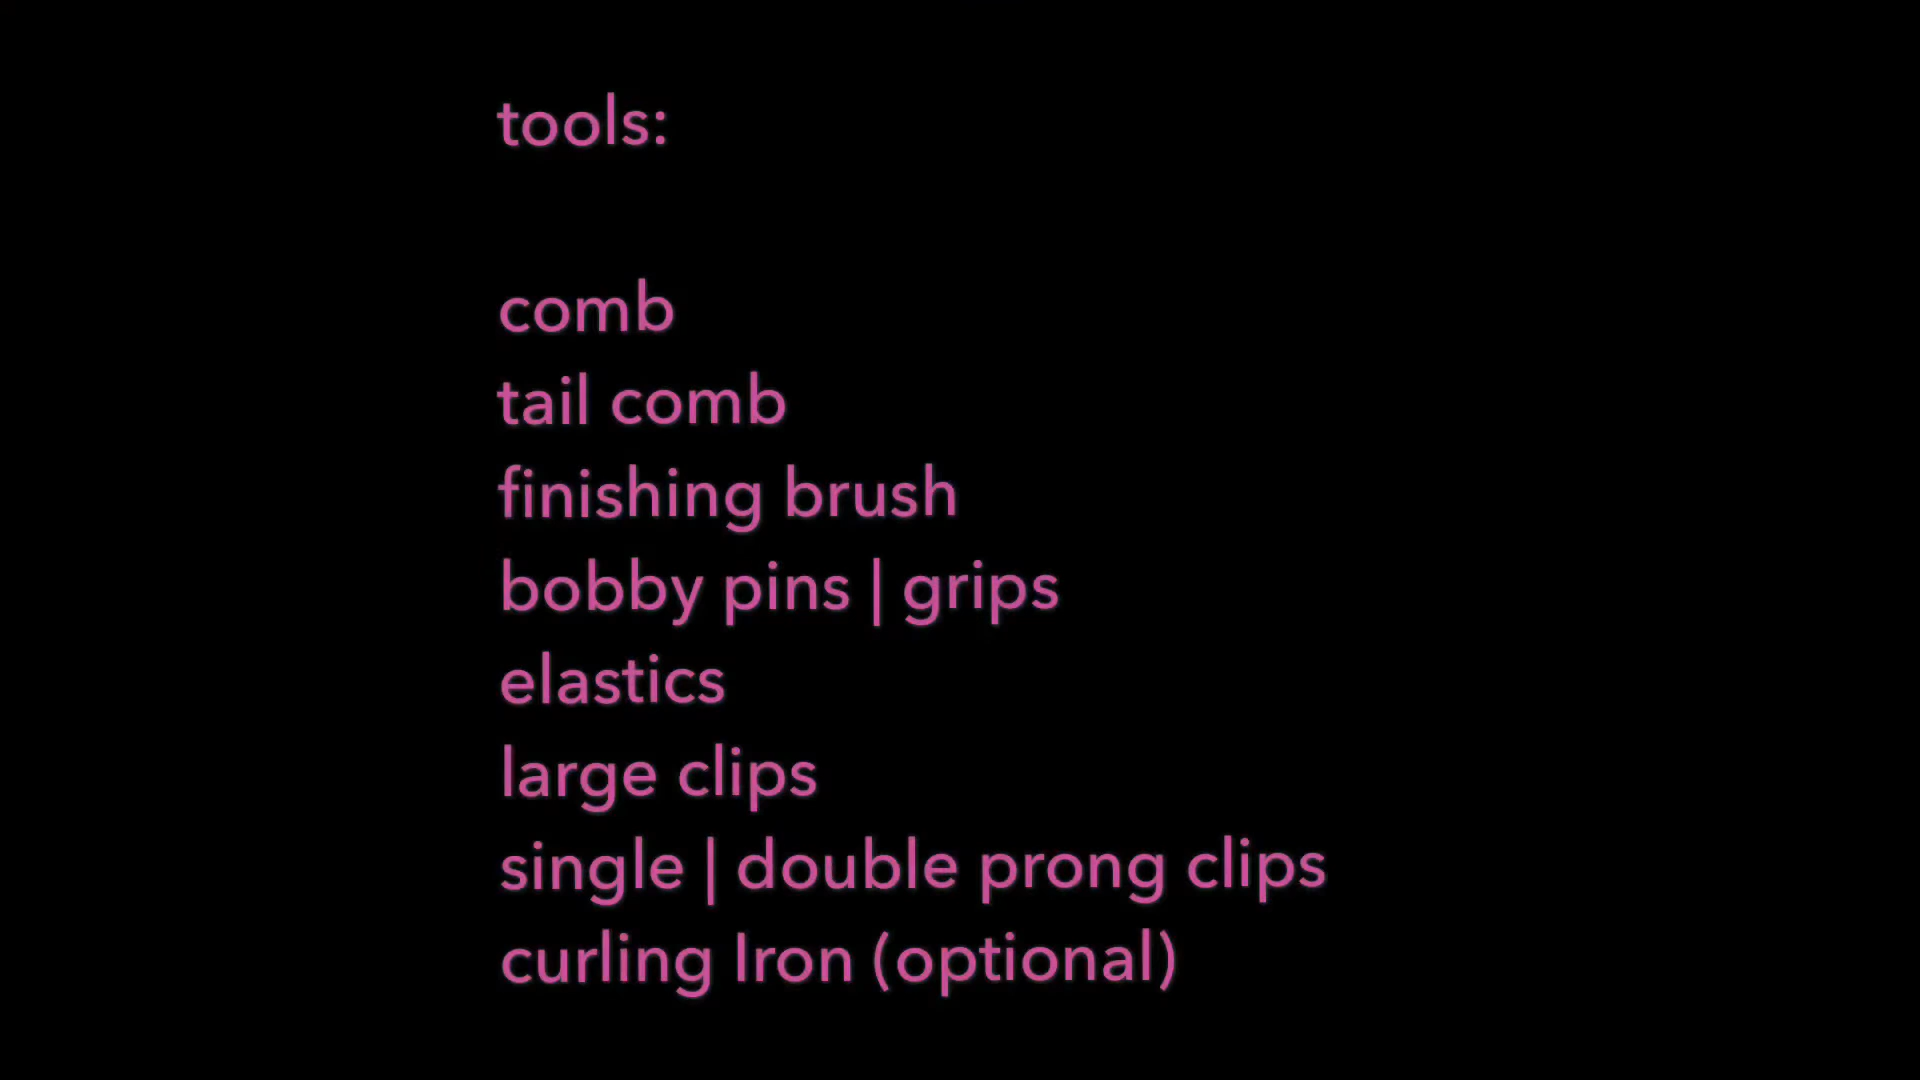 tools:
comb
tail comb
finishing brush
bobby pins | grips
elastics
large clips
single | double prong clips
curling Iron (optional)